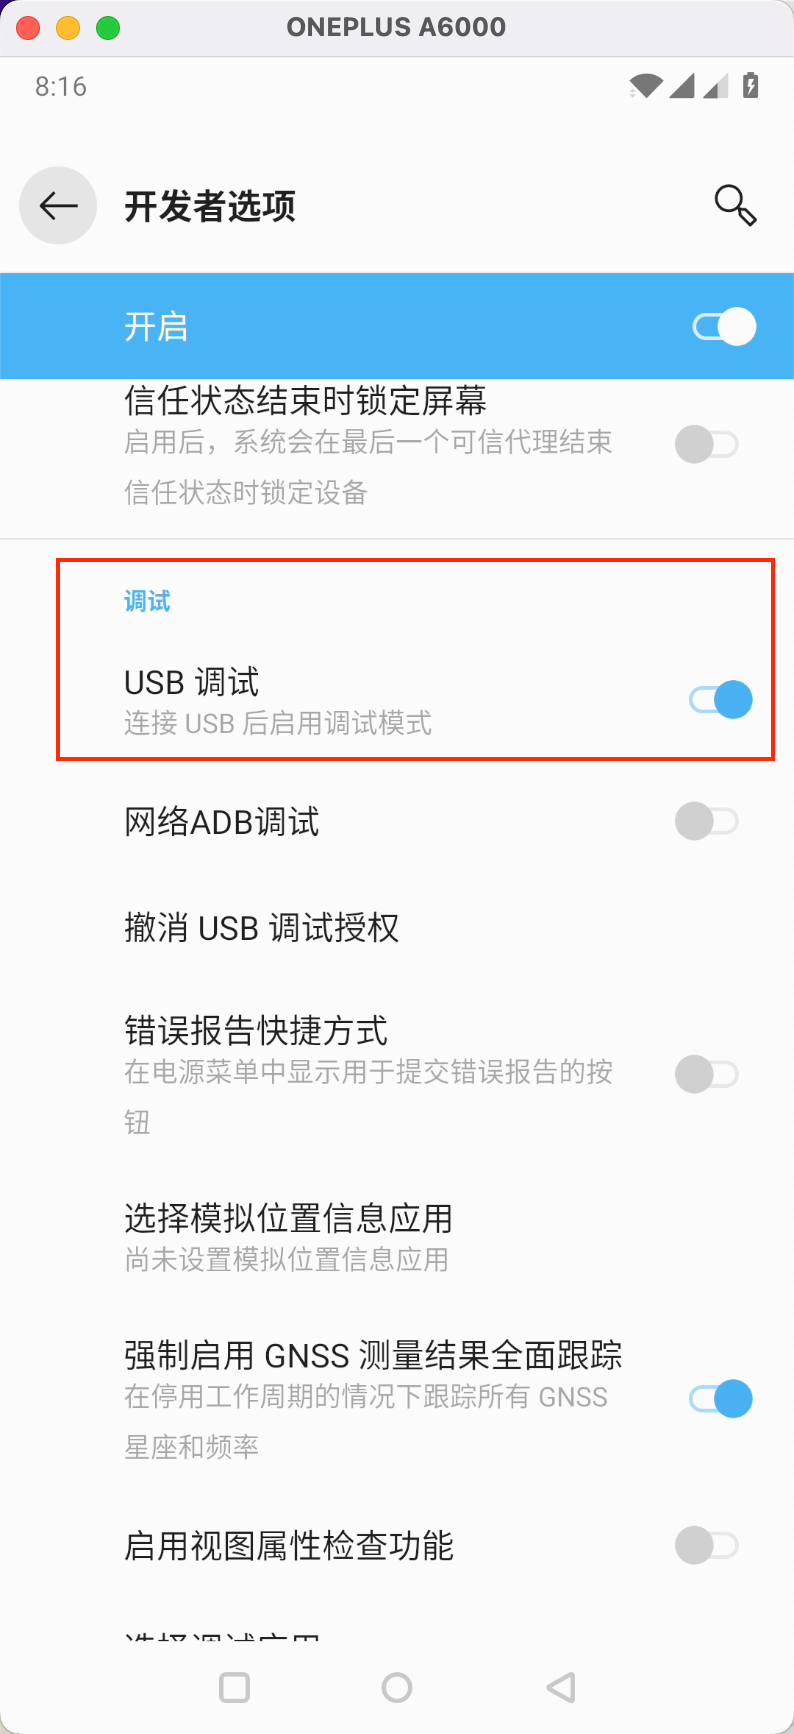 ONEPLUS A6000
8:16
开发者选项
开启
信任状态结束时锁定屏幕
启用后，系统会在最后一个可信代理结束
信任状态时锁定设备
调试
USB 调试
连接 USB 后启用调试模式
网络ADB调试
撤消 USB 调试授权
错误报告快捷方式
在电源菜单中显示用于提交错误报告的按
钮
选择模拟位置信息应用
尚未设置模拟位置信息应用
强制启用 GNSS 测量结果全面跟踪
在停用工作周期的情况下跟踪所有 GNSS
星座和频率
启用视图属性检查功能
选择调试应用